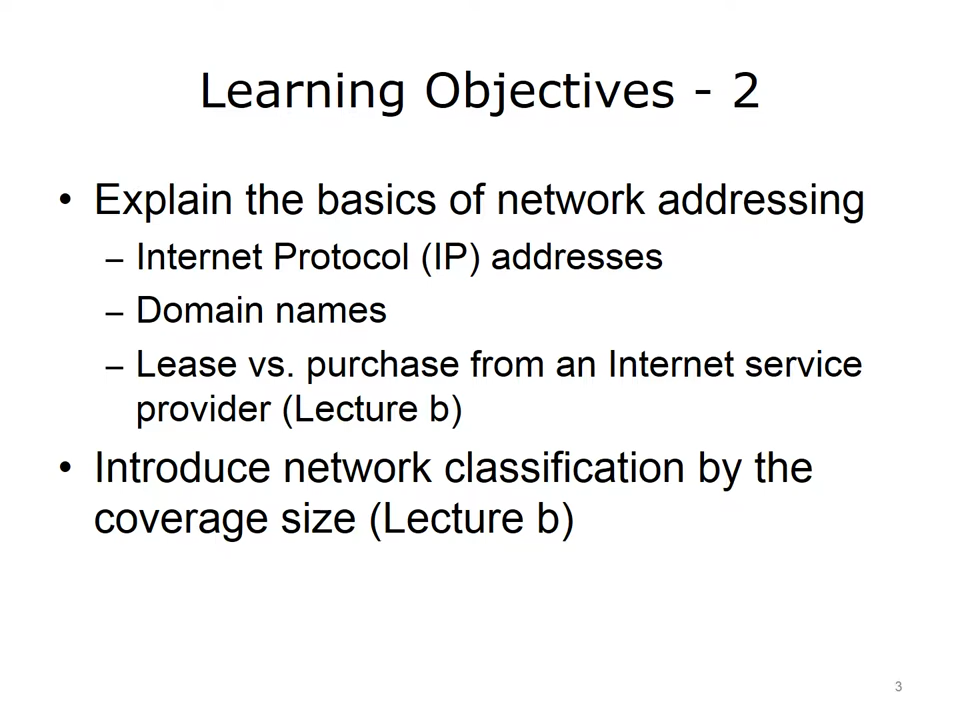 Learning Objectives - 2
• Explain the basics of network addressing
– Internet Protocol (IP) addresses
– Domain names
– Lease vs. purchase from an Internet service
provider (Lecture b)
• Introduce network classification by the
coverage size (Lecture b)
3